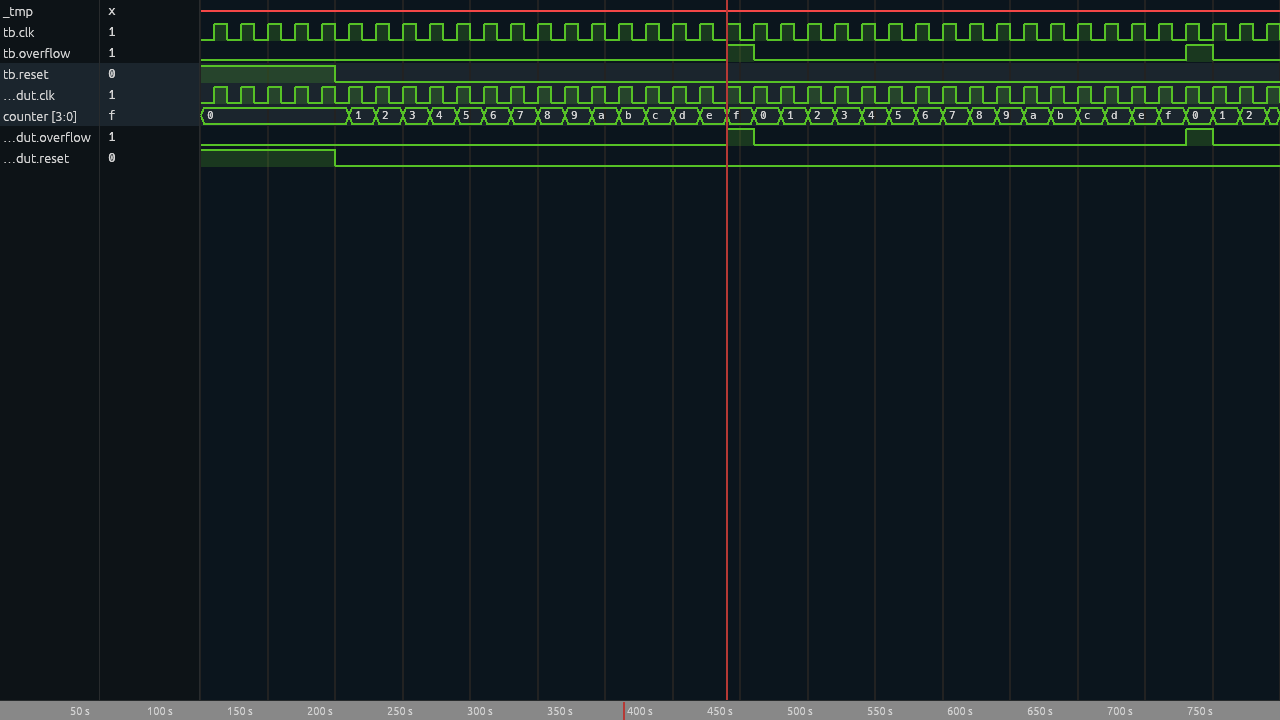 _tmp x
tb.clk 1
tb.overflow 1
tb.reset 0
...dut.clk 1
counter [3:0] f 0 1 2 3 4 5 6 7 8 9 a b c d e f 0 1 2 3 4 5 6 7 8 9 a b c d e f 0 1 2
...dut.overflow 1
...dut.reset 0
50 s 100 s 150 s 200 s 250 s 300 s 350 s 400 s 450 s 500 s 550 s 600 s 650 s 700 s 750 s